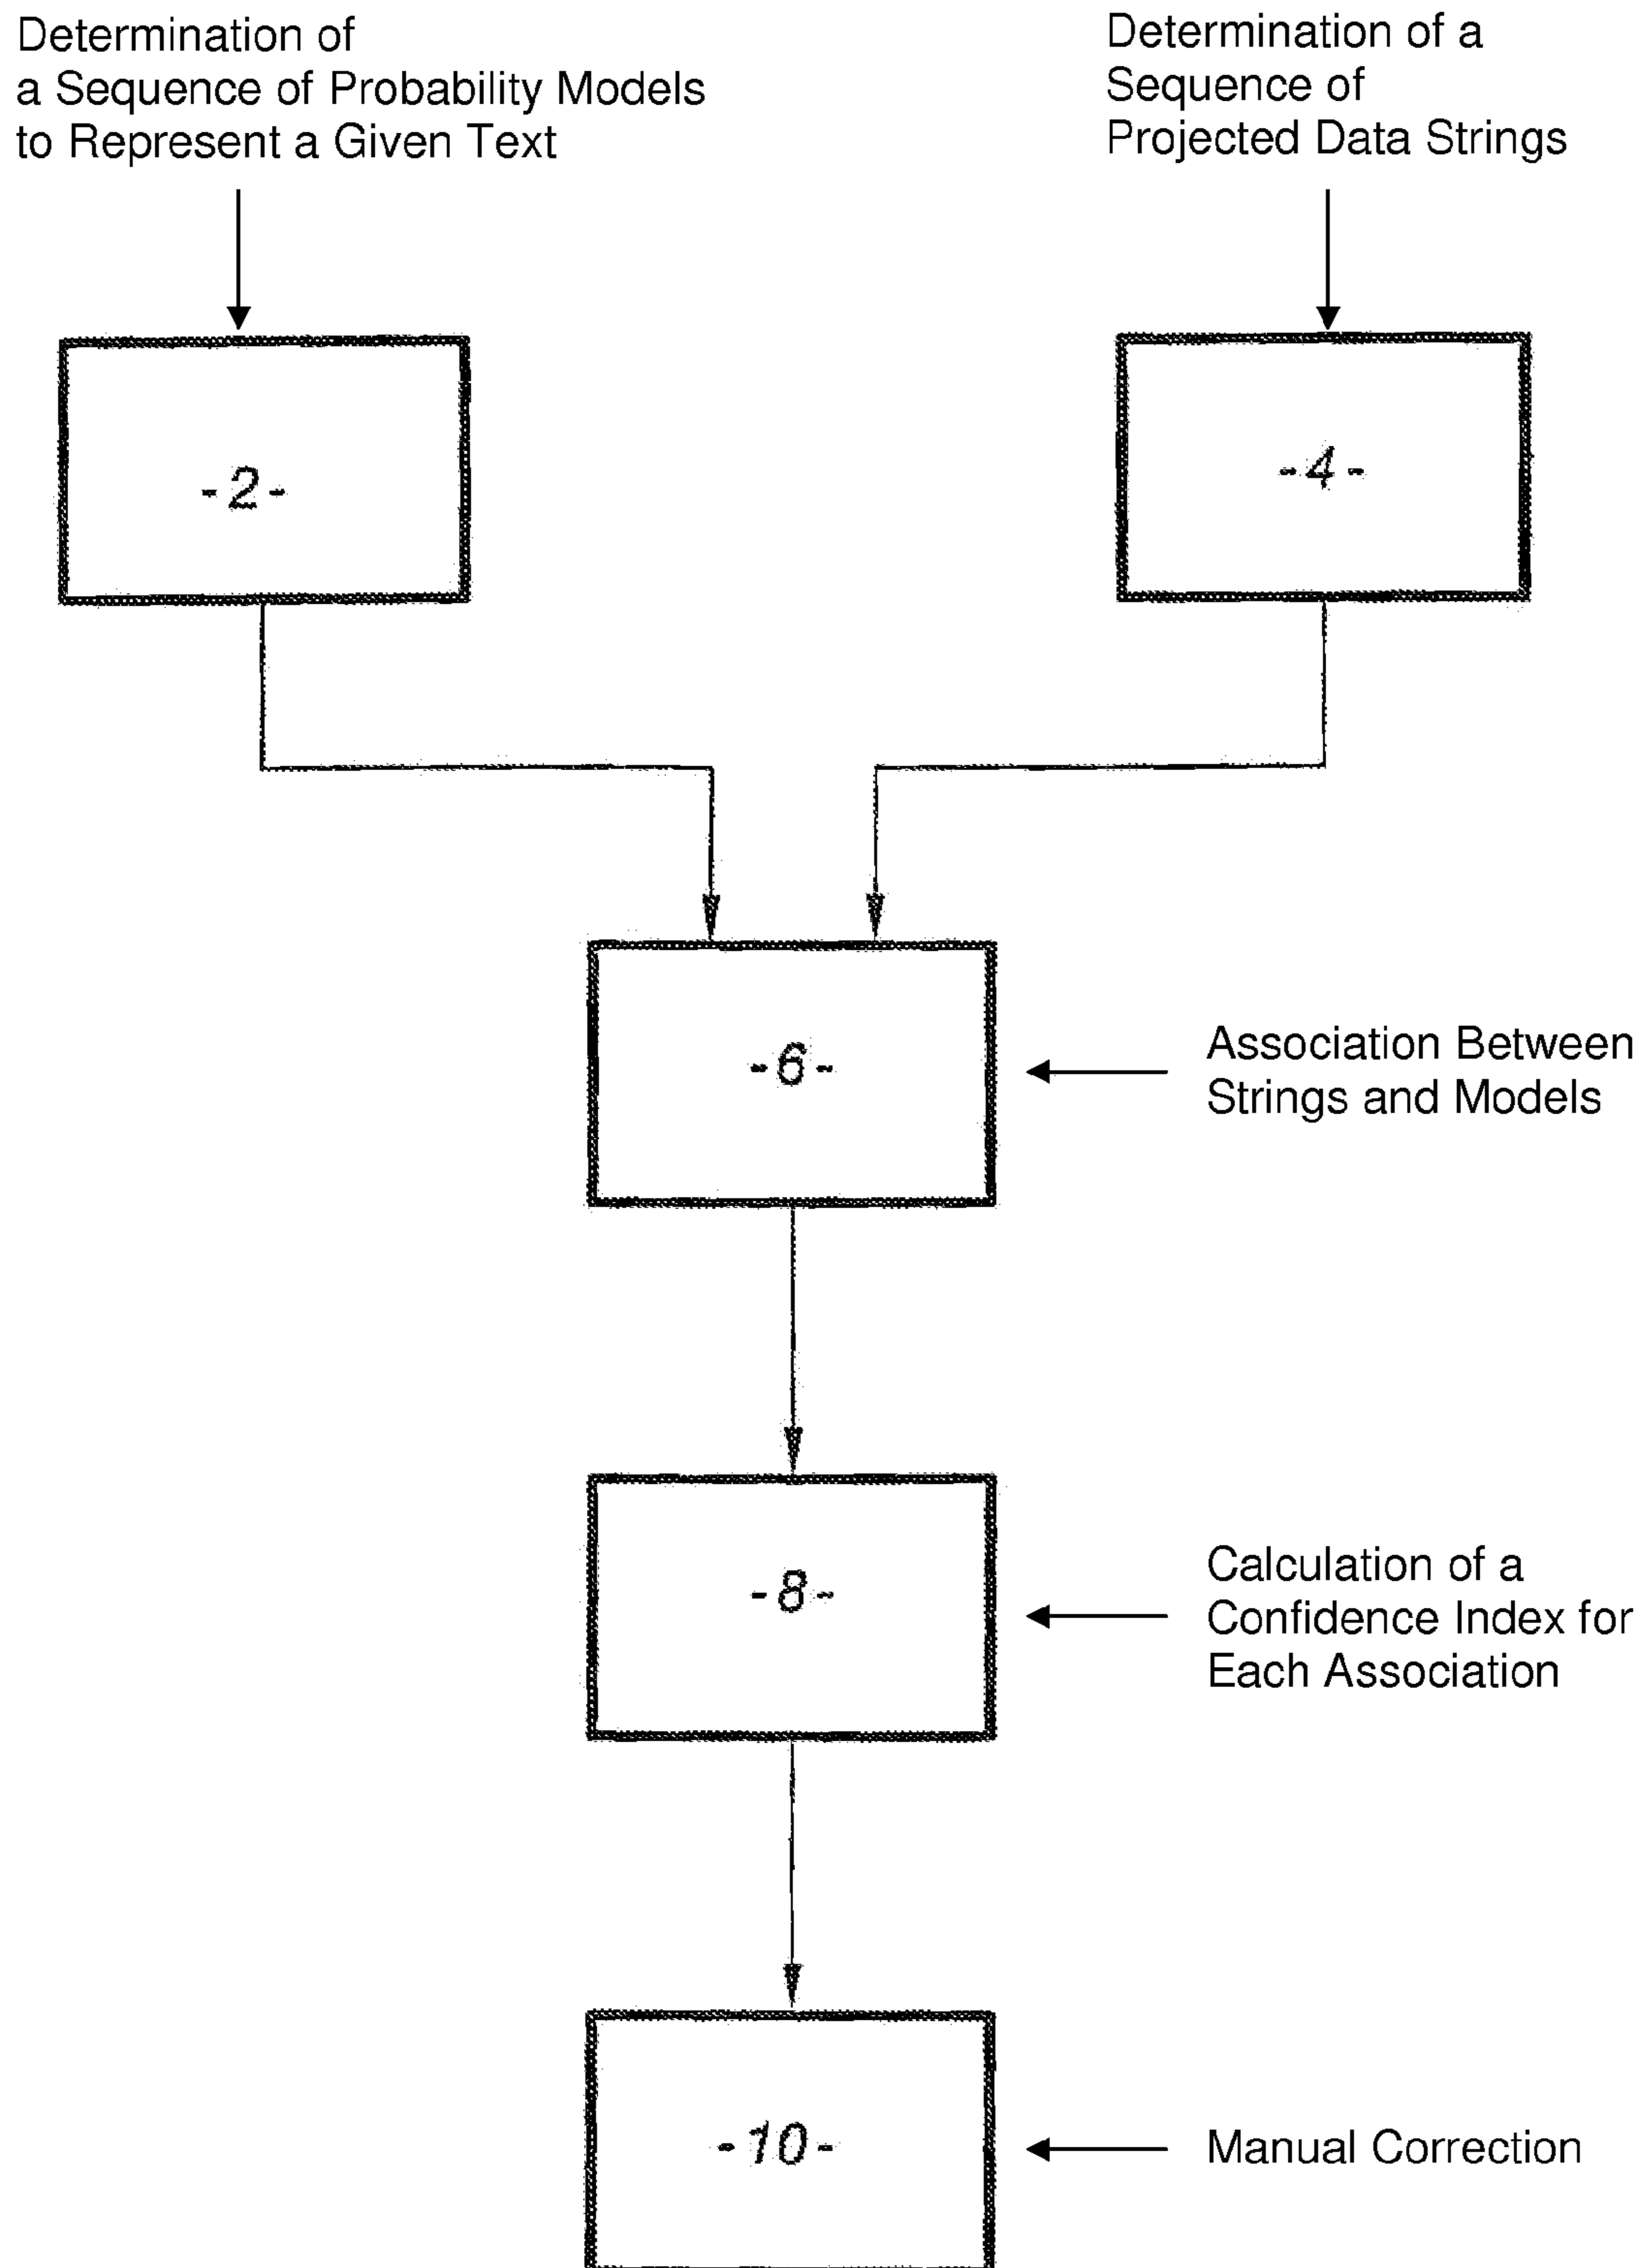 Determination of
a Sequence of Probability Models
to Represent a Given Text
Determination of a
Sequence of
Projected Data Strings
-2-
-4-
-6-
Association Between
Strings and Models
-8-
Calculation of a
Confidence Index for
Each Association
-10-
Manual Correction